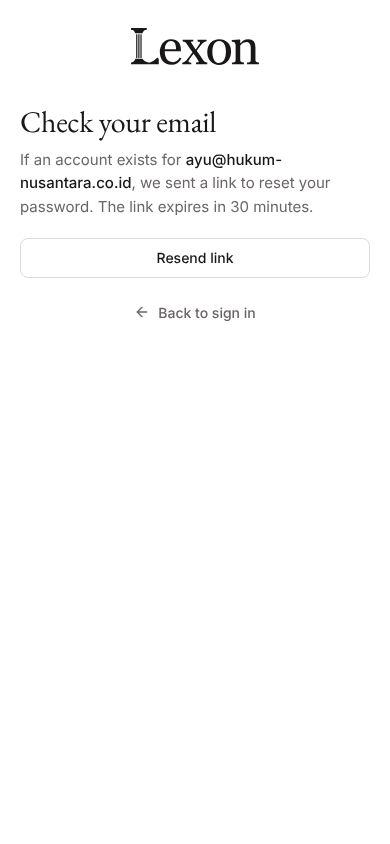 Lexon
Check your email
If an account exists for ayu@hukum-
nusantara.co.id, we sent a link to reset your
password. The link expires in 30 minutes.
Resend link
Back to sign in